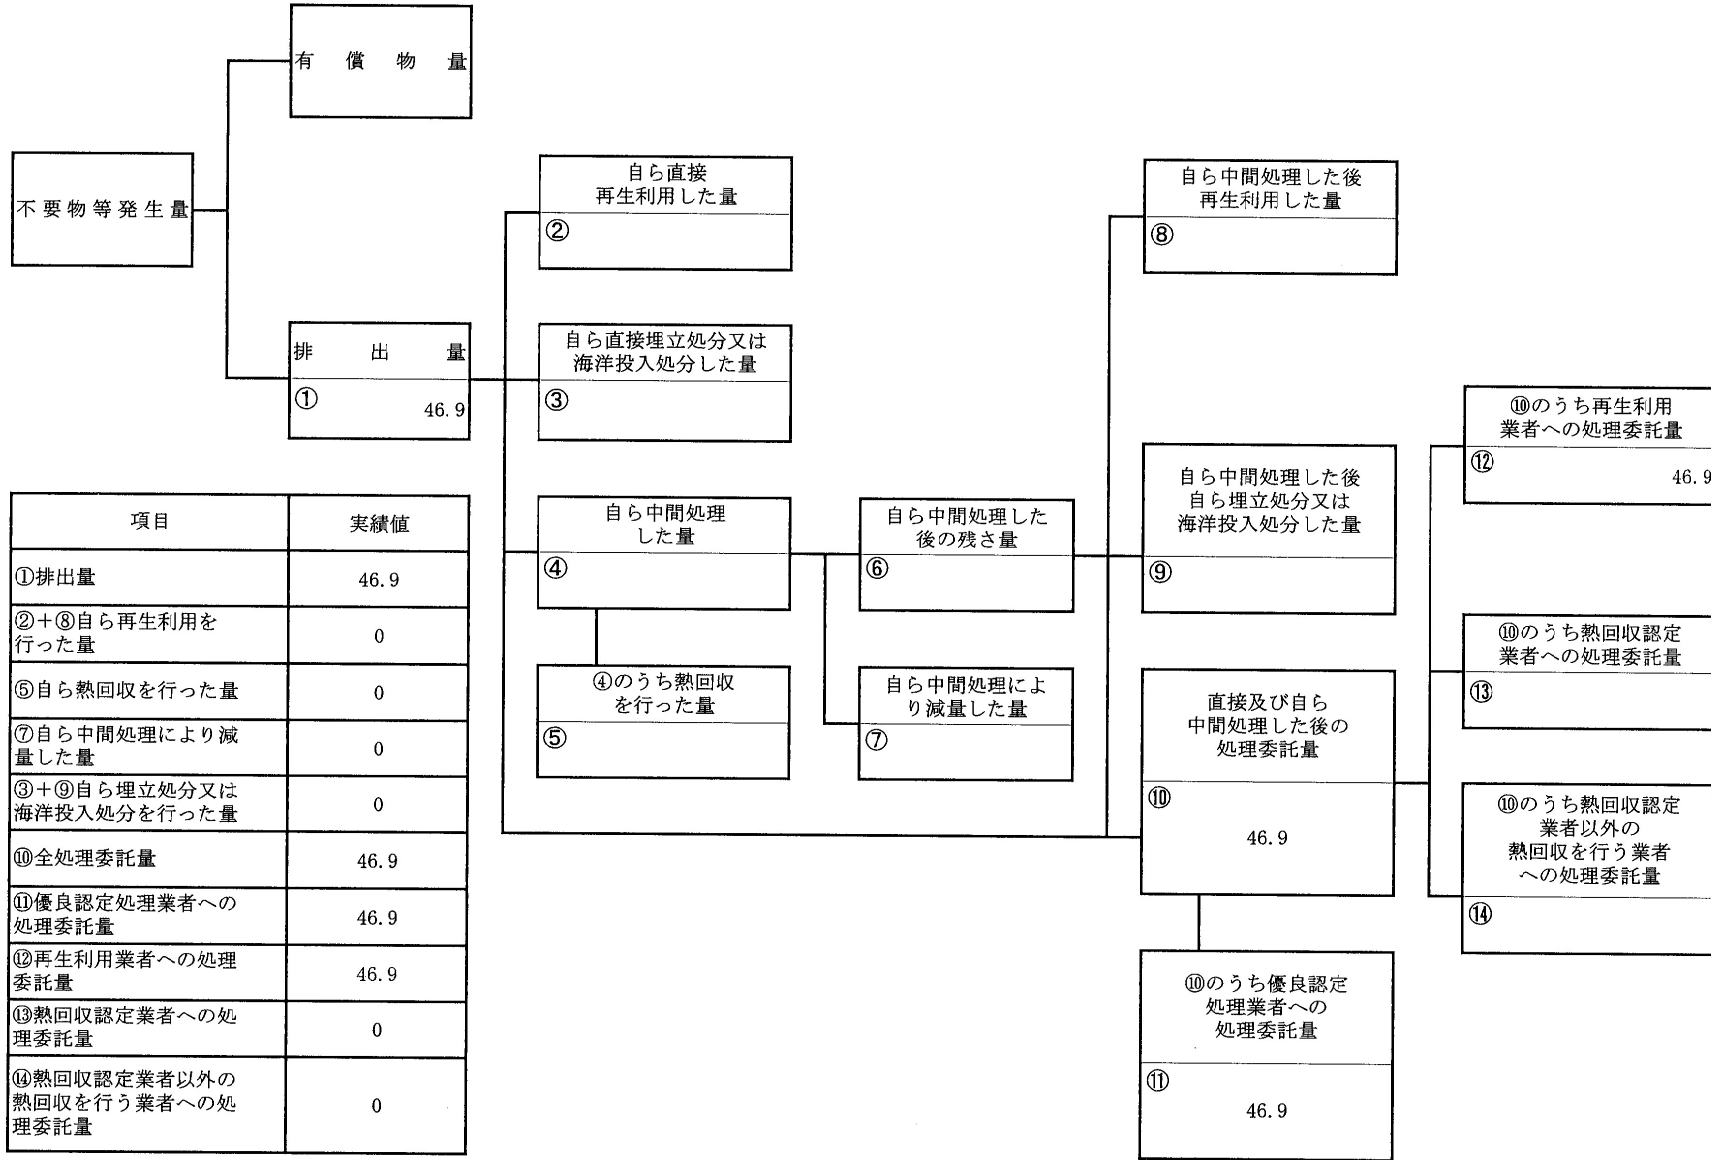 有償物量
不要物等発生量
排出量
①
46.9
自ら直接
再生利用した量
②
自ら直接埋立処分又は
海洋投入処分した量
③
自ら中間処理
した量
④
④のうち熱回収
を行った量
⑤
自ら中間処理した
後の残さ量
⑥
自ら中間処理によ
り減量した量
⑦
自ら中間処理した後
再生利用した量
⑧
自ら中間処理した後
自ら埋立処分又は
海洋投入処分した量
⑨
直接及び自ら
中間処理した後の
処理委託量
⑩
46.9
⑩のうち優良認定
処理業者への
処理委託量
⑪
46.9
⑩のうち再生利用
業者への処理委託量
⑫
46.9
⑩のうち熱回収認定
業者への処理委託量
⑬
⑩のうち熱回収認定
業者以外の
熱回収を行う業者
への処理委託量
⑭
項目 実績値
①排出量 46.9
②+⑧自ら再生利用を
行った量 0
⑤自ら熱回収を行った量 0
⑦自ら中間処理により減
量した量 0
③+⑨自ら埋立処分又は
海洋投入処分を行った量 0
⑩全処理委託量 46.9
⑪優良認定処理業者への
処理委託量 46.9
⑫再生利用業者への処理
委託量 46.9
⑬熱回収認定業者への処
理委託量 0
⑭熱回収認定業者以外の
熱回収を行う業者への処
理委託量 0